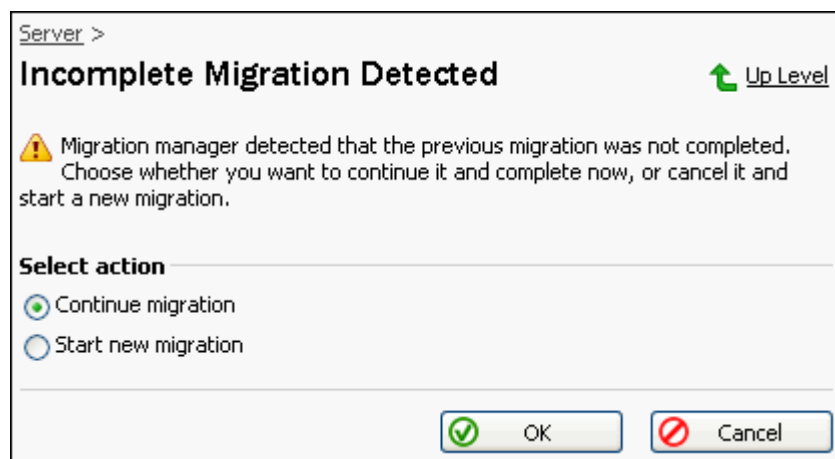 Server >
Incomplete Migration Detected
Up Level
Migration manager detected that the previous migration was not completed.
Choose whether you want to continue it and complete now, or cancel it and
start a new migration.
Select action
Continue migration
Start new migration
OK
Cancel